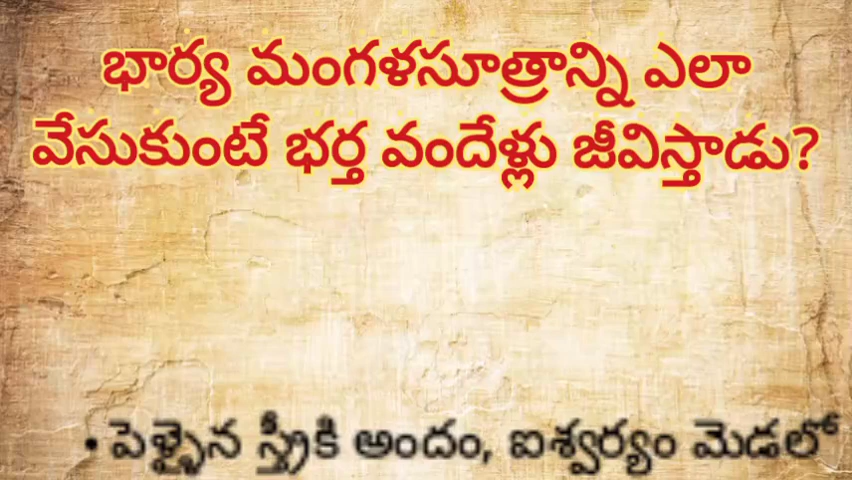 భార్య మంగళసూత్రాన్ని ఎలా
వేసుకుంటే భర్త వందేళ్లు జీవిస్తాడు?
• పెళ్ళైన స్త్రీకి అందం, ఐశ్వర్యం మెడలో